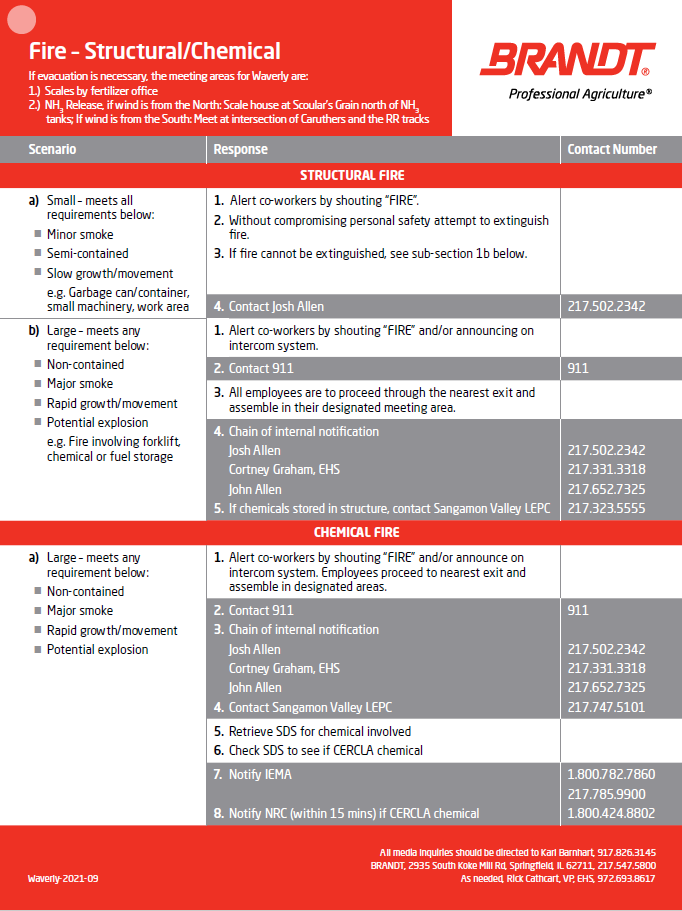 Fire – Structural/Chemical
If evacuation is necessary, the meeting areas for Waverly are:
1.) Scales by fertilizer office
2.) NH3 Release, if wind is from the North: Scale house at Scoular's Grain north of NH3
tanks; If wind is from the South: Meet at intersection of Caruthers and the RR tracks
BRANDT®
Professional Agriculture®
Scenario Response Contact Number
STRUCTURAL FIRE
a) Small – meets all
requirements below:
■ Minor smoke
■ Semi-contained
■ Slow growth/movement
e.g. Garbage can/container,
small machinery, work area
1. Alert co-workers by shouting "FIRE".
2. Without compromising personal safety attempt to extinguish
fire.
3. If fire cannot be extinguished, see sub-section 1b below.
4. Contact Josh Allen 217.502.2342
b) Large – meets any
requirement below:
■ Non-contained
■ Major smoke
■ Rapid growth/movement
■ Potential explosion
e.g. Fire involving forklift,
chemical or fuel storage
1. Alert co-workers by shouting "FIRE" and/or announcing on
intercom system.
2. Contact 911 911
3. All employees are to proceed through the nearest exit and
assemble in their designated meeting area.
4. Chain of internal notification
Josh Allen 217.502.2342
Cortney Graham, EHS 217.331.3318
John Allen 217.652.7325
5. If chemicals stored in structure, contact Sangamon Valley LEPC 217.323.5555
CHEMICAL FIRE
a) Large – meets any
requirement below:
■ Non-contained
■ Major smoke
■ Rapid growth/movement
■ Potential explosion
1. Alert co-workers by shouting "FIRE" and/or announce on
intercom system. Employees proceed to nearest exit and
assemble in designated areas.
2. Contact 911 911
3. Chain of internal notification
Josh Allen 217.502.2342
Cortney Graham, EHS 217.331.3318
John Allen 217.652.7325
4. Contact Sangamon Valley LEPC 217.747.5101
5. Retrieve SDS for chemical involved
6. Check SDS to see if CERCLA chemical
7. Notify IEMA 1.800.782.7860
217.785.9900
8. Notify NRC (within 15 mins) if CERCLA chemical 1.800.424.8802
All media inquiries should be directed to Karl Barnhart, 917.826.3145
BRANDT, 2935 South Koke Mill Rd, Springfield, IL 62711, 217.547.5800
Waverly-2021-09 As needed, Rick Cathcart, VP, EHS, 972.693.8617